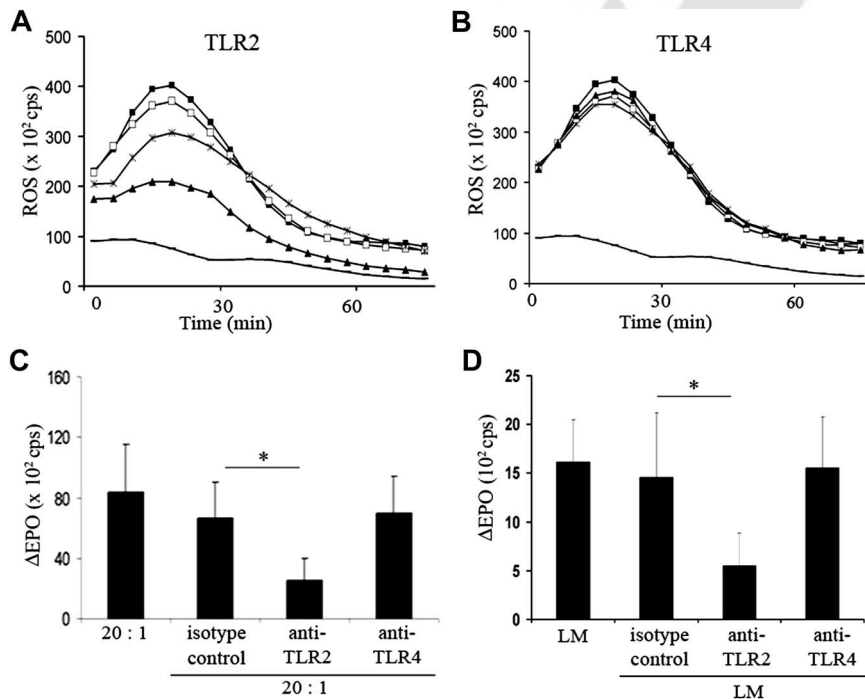 A
TLR2
ROS (x 10² cps)
500
400
300
200
100
0
0 30 60
Time (min)
B
TLR4
ROS (x 10² cps)
500
400
300
200
100
0
0 30 60
Time (min)
C
ΔEPO (x 10² cps)
160
120
80
40
0
*
20 : 1 isotype anti- anti-
control TLR2 TLR4
20 : 1
D
ΔEPO (10² cps)
25
20
15
10
5
0
*
LM isotype anti- anti-
control TLR2 TLR4
LM